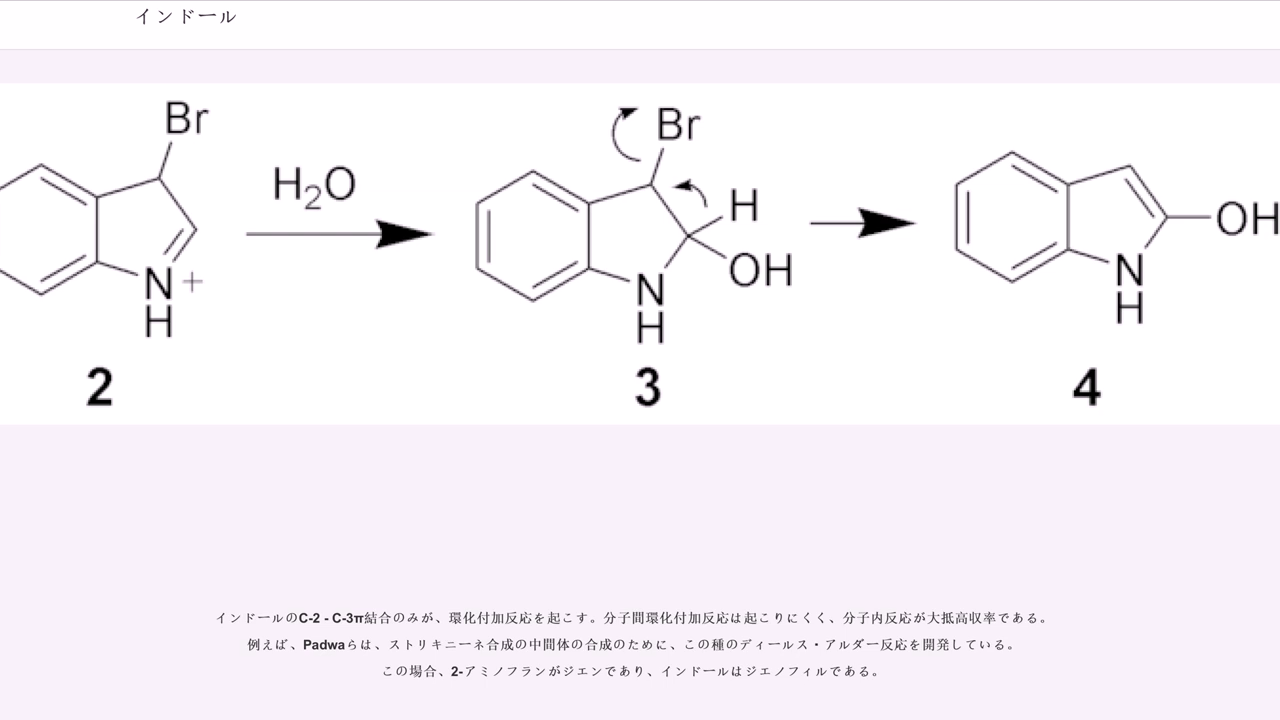 インドール
Br
H2O
N+
H
2
Br
H
OH
N
H
3
OH
N
H
4
インドールのC-2 - C-3π結合のみが、環化付加反応を起こす。分子間環化付加反応は起こりにくく、分子内反応が大抵高収率である。
例えば、Padwaらは、ストリキニーネ合成の中間体の合成のために、この種のディールス・アルダー反応を開発している。
この場合、2-アミノフランがジエンであり、インドールはジエノフィルである。